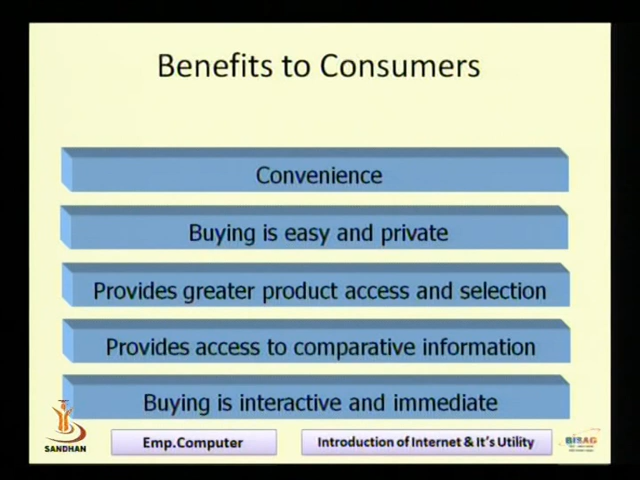 Benefits to Consumers
Convenience
Buying is easy and private
Provides greater product access and selection
Provides access to comparative information
Buying is interactive and immediate
SANDHAN
Emp.Computer
Introduction of Internet & It's Utility
BISAG